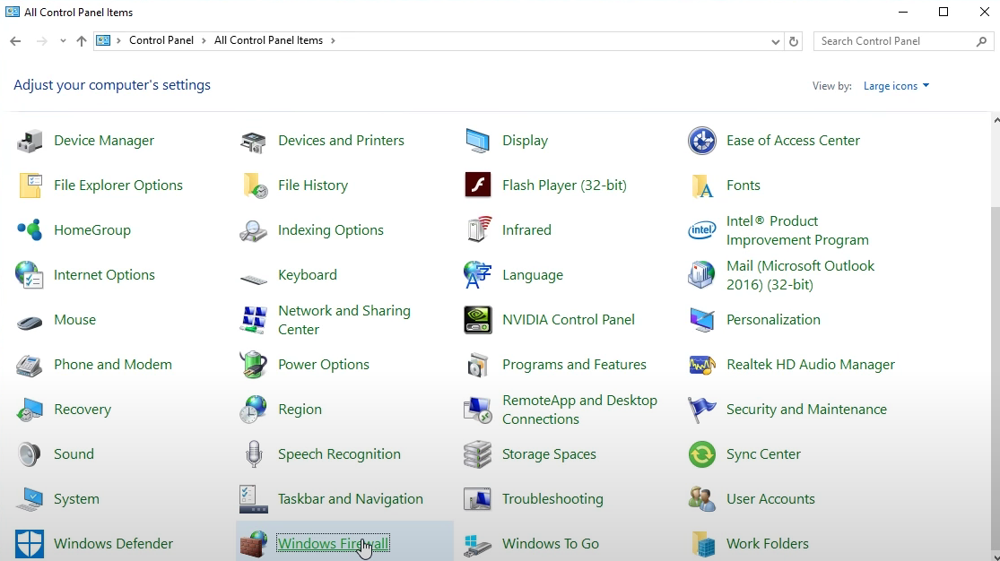 All Control Panel Items
Control Panel > All Control Panel Items >
Search Control Panel
Adjust your computer's settings
View by: Large icons
Device Manager
Devices and Printers
Display
Ease of Access Center
File Explorer Options
File History
Flash Player (32-bit)
Fonts
HomeGroup
Indexing Options
Infrared
Intel® Product
Improvement Program
Internet Options
Keyboard
Language
Mail (Microsoft Outlook
2016) (32-bit)
Mouse
Network and Sharing
Center
NVIDIA Control Panel
Personalization
Phone and Modem
Power Options
Programs and Features
Realtek HD Audio Manager
Recovery
Region
RemoteApp and Desktop
Connections
Security and Maintenance
Sound
Speech Recognition
Storage Spaces
Sync Center
System
Taskbar and Navigation
Troubleshooting
User Accounts
Windows Defender
Windows Firewall
Windows To Go
Work Folders